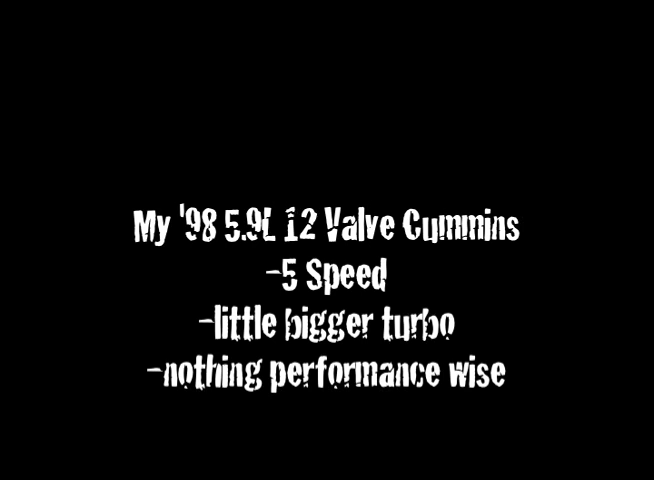 My '98 5.9L 12 Valve Cummins
-5 Speed
-little bigger turbo
-nothing performance wise